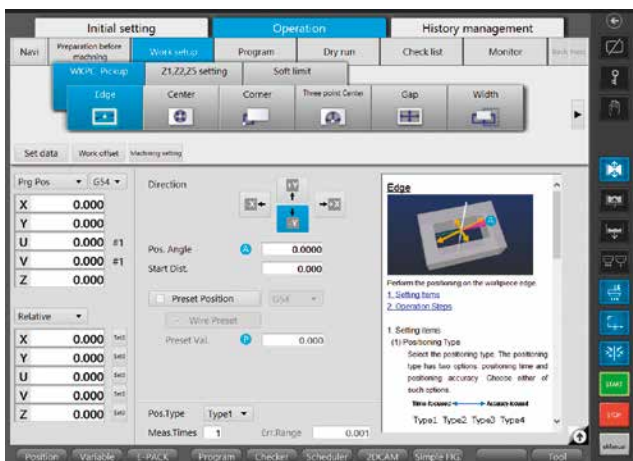 Initial setting
Operation
History management
Navi
Preparation before machining
Work setup
Program
Dry run
Check list
Monitor
WKPC Pickup
Z1,Z2,Z5 setting
Soft limit
Edge
Center
Corner
Three point Center
Gap
Width
Set data
Work offset
Machining setting
Prg Pos
G54
X 0.000
Y 0.000
U 0.000 #1
V 0.000 #1
Z 0.000
Relative
X 0.000
Y 0.000
U 0.000
V 0.000
Z 0.000
Direction
Pos. Angle A 0.0000
Start Dist. 0.000
Preset Position G54
Wire Preset
Preset Val. P 0.000
Pos.Type Type1
Meas.Times 1 Err.Range 0.001
Edge
A
Perform the positioning on the workpiece edge.
1. Setting Items
2. Operation Steps
1. Setting items
(1) Positioning Type
Select the positioning type. The positioning
type has two options, positioning time and
positioning accuracy. Choose either of
such options.
Time focused Accuracy focused
Type1 Type2 Type3 Type4
START
STOP
Position
Variable
E-PACK
Program
Checker
Scheduler
2DCAM
Simple FIG
Tool